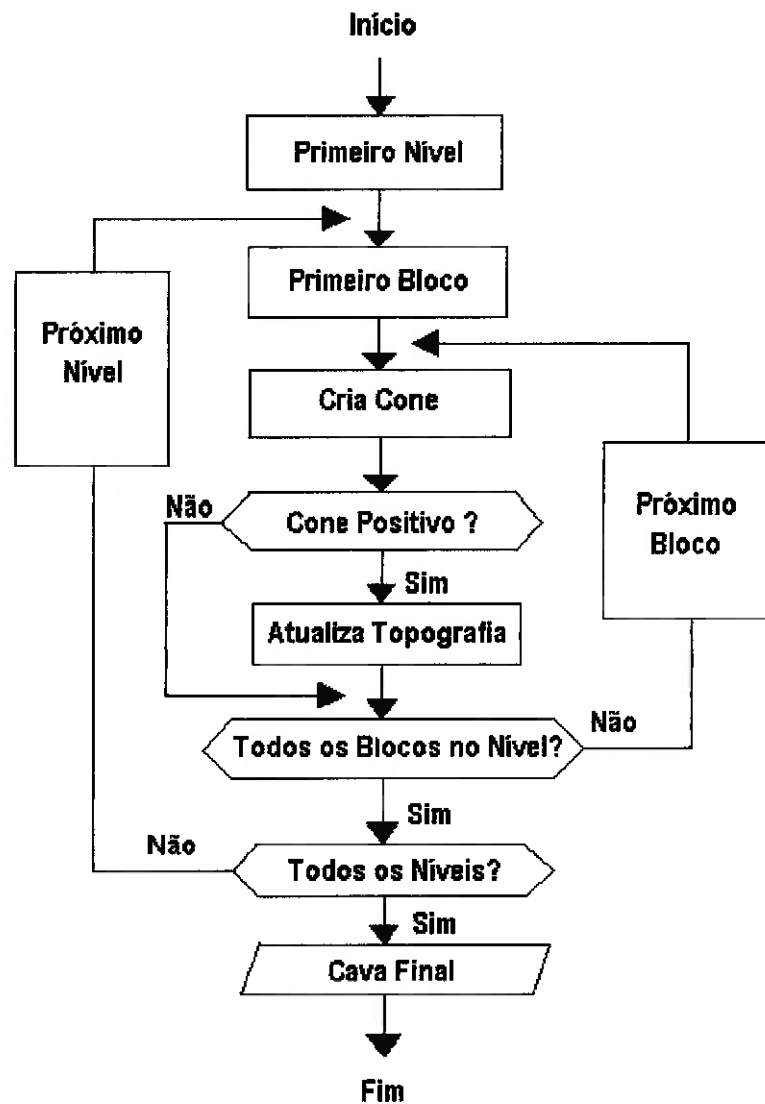 Início
Primeiro Nível
Primeiro Bloco
Próximo
Nível
Cria Cone
Próximo
Bloco
Não
Cone Positivo ?
Sim
Atualiza Topografia
Não
Todos os Blocos no Nível?
Sim
Não
Todos os Níveis?
Sim
Cava Final
Fim